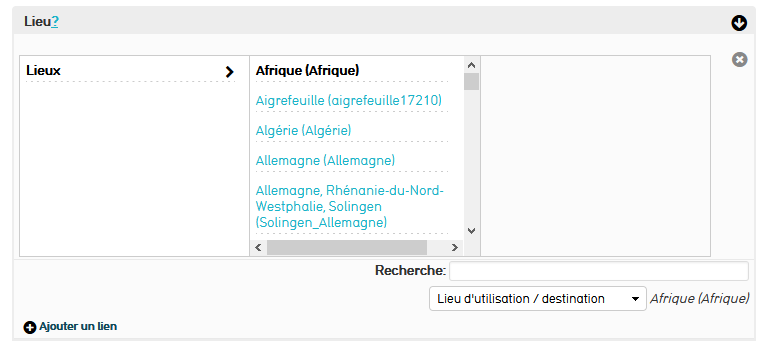 Lieu?
Lieux
Afrique (Afrique)
Aigrefeuille (aigrefeuille17210)
Algérie (Algérie)
Allemagne (Allemagne)
Allemagne, Rhénanie-du-Nord-
Westphalie, Solingen
(Solingen_Allemagne)
Recherche:
Lieu d'utilisation / destination Afrique (Afrique)
Ajouter un lien